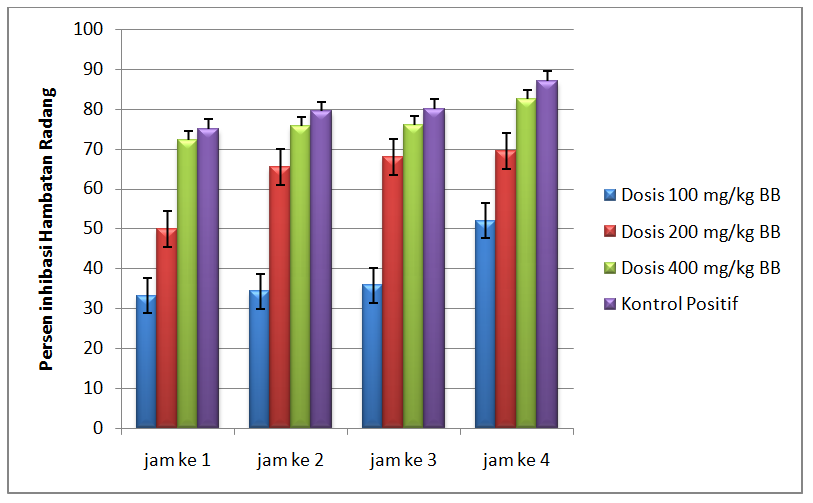 Persen inhibasi Hambatan Radang
100
90
80
70
60
50
40
30
20
10
0
jam ke 1
jam ke 2
jam ke 3
jam ke 4
Dosis 100 mg/kg BB
Dosis 200 mg/kg BB
Dosis 400 mg/kg BB
Kontrol Positif